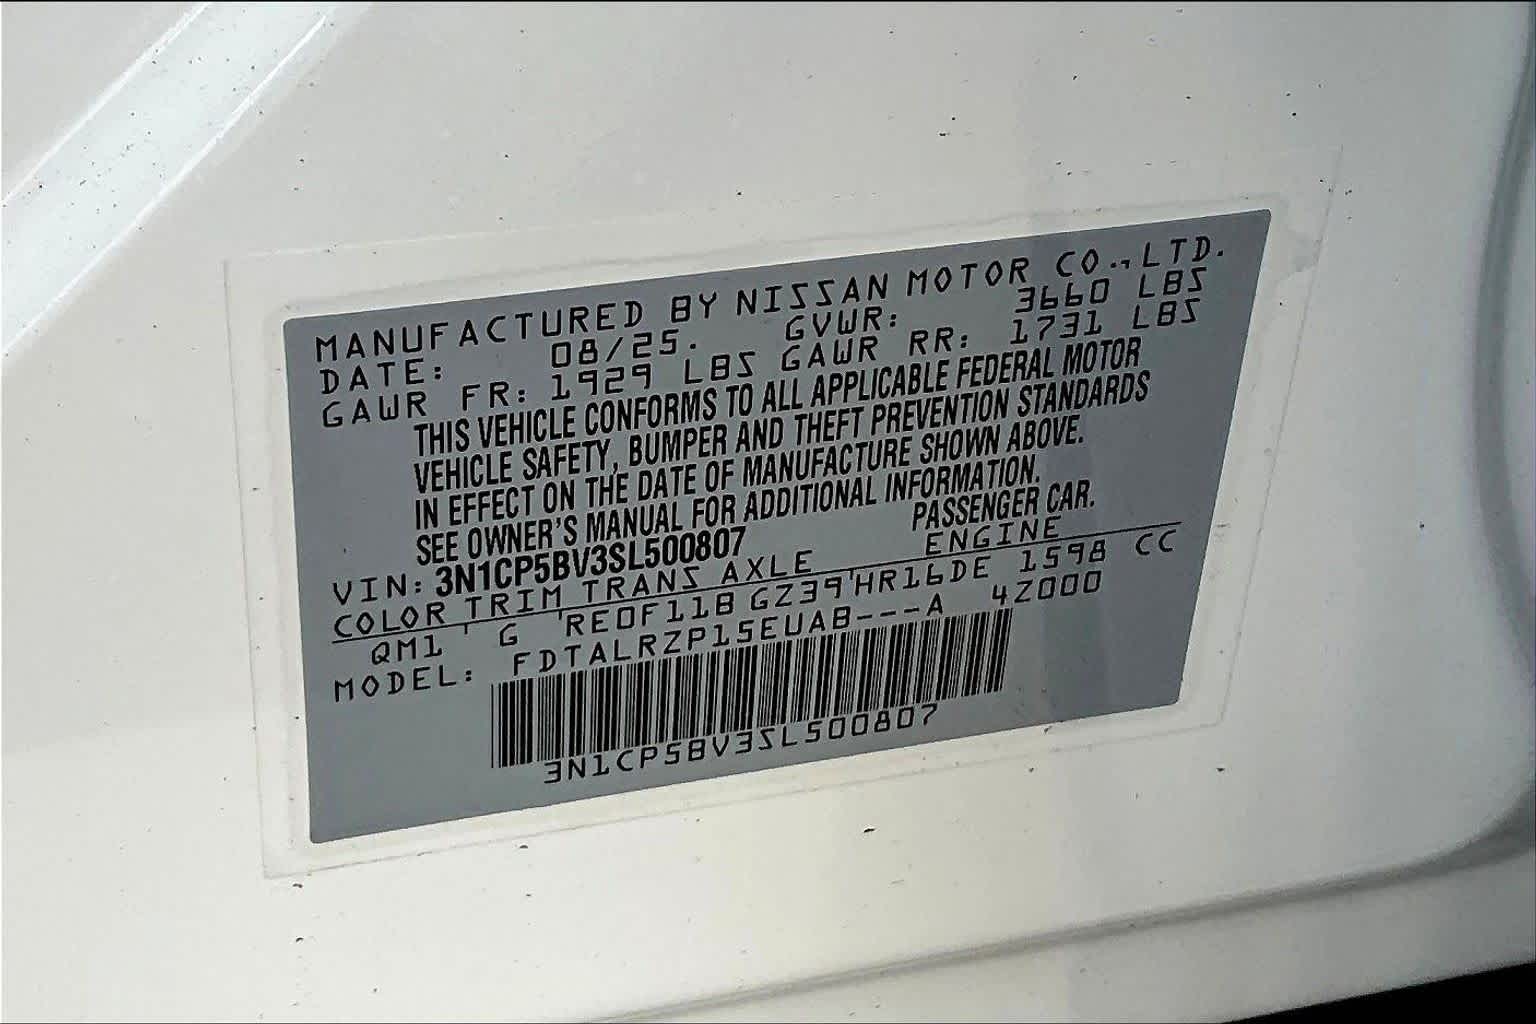 MANUFACTURED BY NISSAN MOTOR CO., LTD.
DATE: 08/25. GVWR: 3660 LBS
GAWR FR: 1929 LBS GAWR RR: 1731 LBS
THIS VEHICLE CONFORMS TO ALL APPLICABLE FEDERAL MOTOR
VEHICLE SAFETY, BUMPER AND THEFT PREVENTION STANDARDS
IN EFFECT ON THE DATE OF MANUFACTURE SHOWN ABOVE.
SEE OWNER'S MANUAL FOR ADDITIONAL INFORMATION.
VIN: 3N1CP5BV3SL500807 PASSENGER CAR.
COLOR TRIM TRANS AXLE ENGINE
QM1 ' G 'RE0F11B GZ39'HR16DE 1598 CC
MODEL: FDTALRZP15EUAB---A 4Z000
3N1CP5BV3SL500807